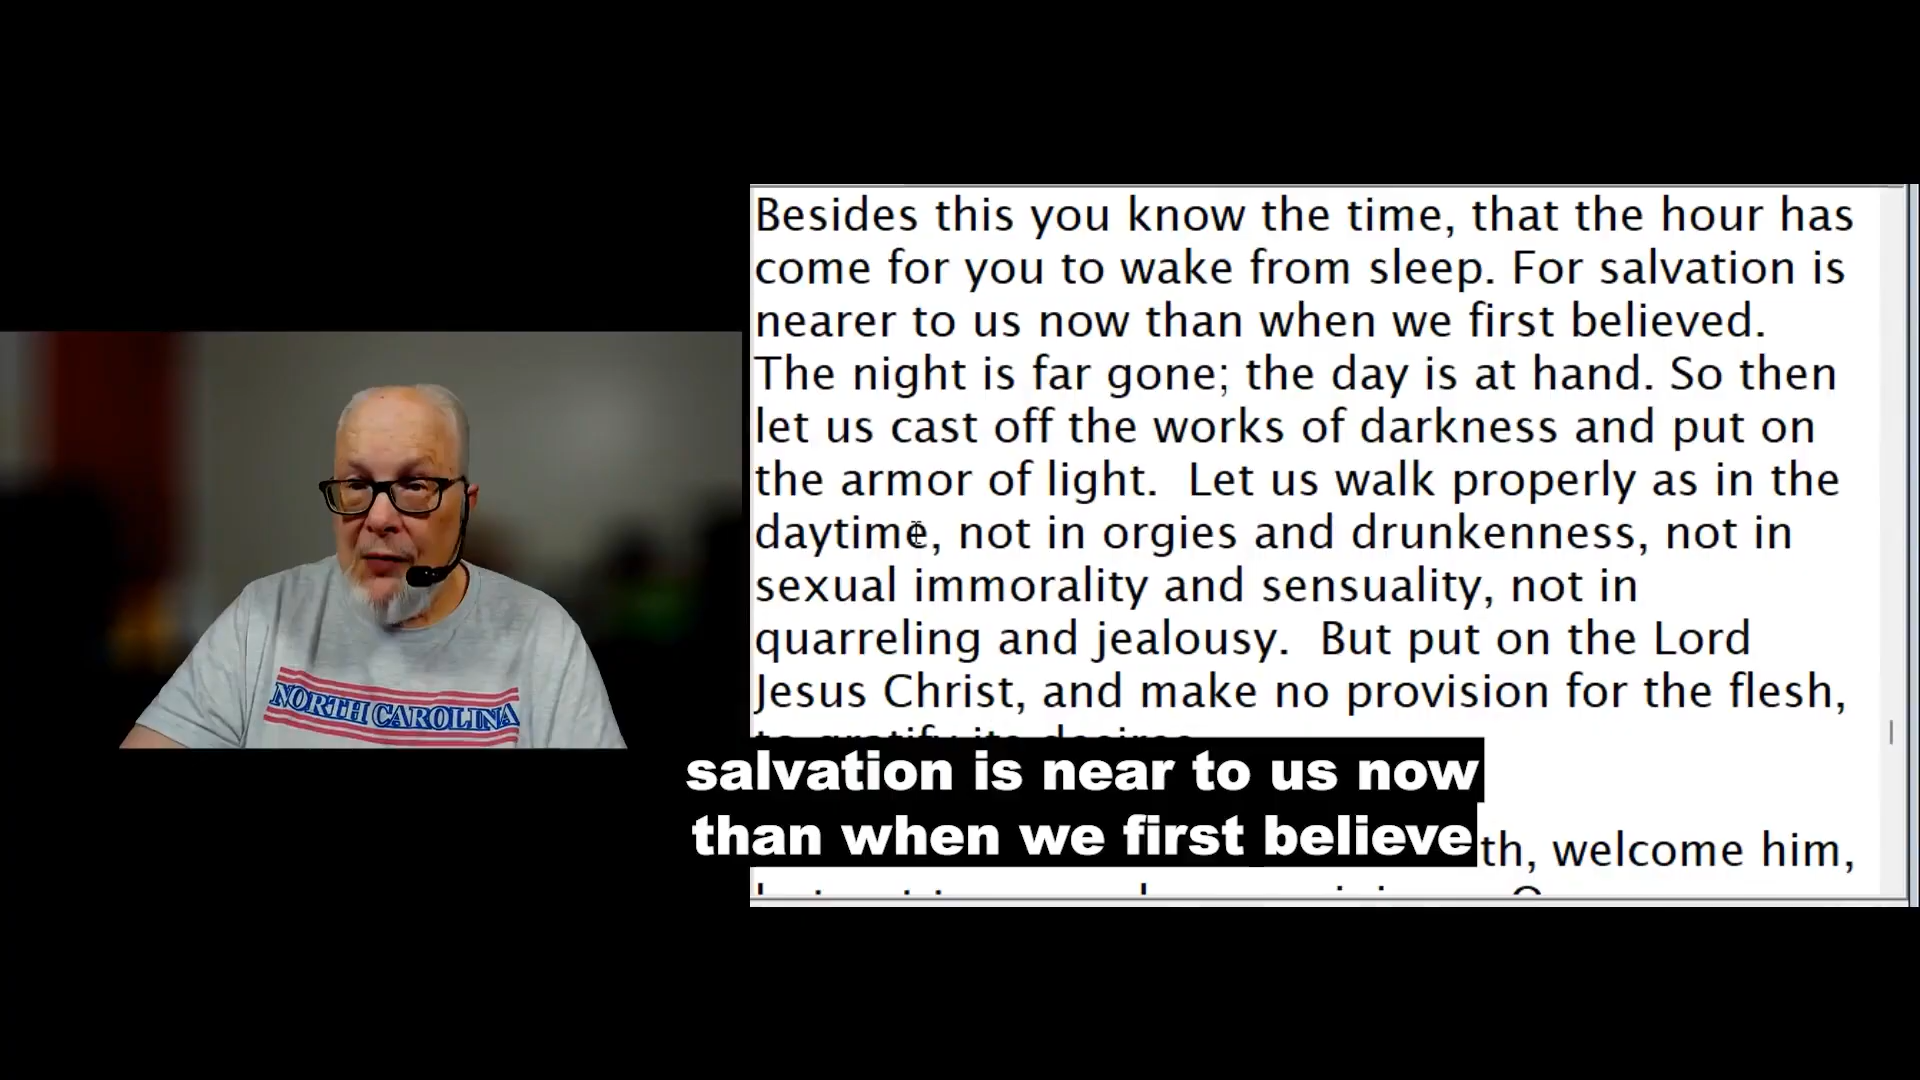 Besides this you know the time, that the hour has
come for you to wake from sleep. For salvation is
nearer to us now than when we first believed.
The night is far gone; the day is at hand. So then
let us cast off the works of darkness and put on
the armor of light. Let us walk properly as in the
daytime, not in orgies and drunkenness, not in
sexual immorality and sensuality, not in
quarreling and jealousy. But put on the Lord
Jesus Christ, and make no provision for the flesh,
to gratify its desires
NORTH CAROLINA
salvation is near to us now
than when we first believe
th, welcome him,